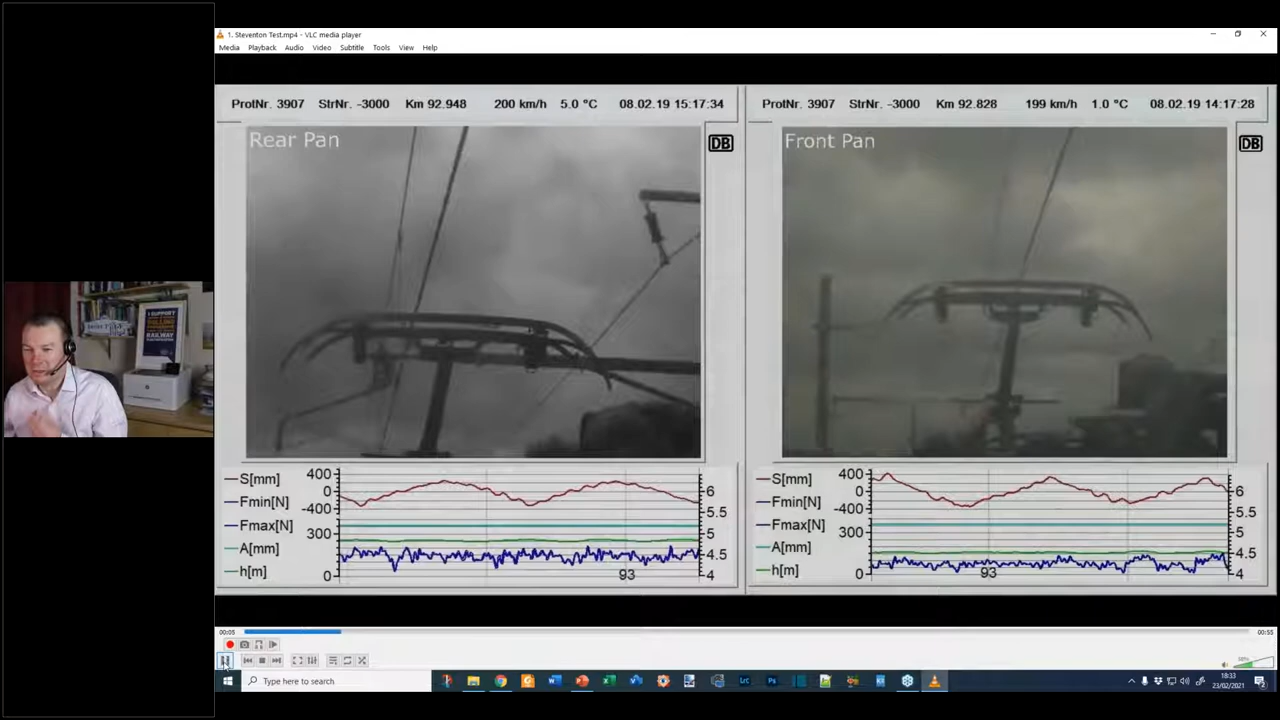 1. Steventon Test.mp4 - VLC media player
Media Playback Audio Video Subtitle Tools View Help
ProtNr. 3907 StrNr. -3000 Km 92.948 200 km/h 5.0 °C 08.02.19 15:17:34
Rear Pan
DB
S[mm]
Fmin[N]
Fmax[N]
A[mm]
h[m]
400
0
-400
300
0
6
5.5
5
4.5
4
93
ProtNr. 3907 StrNr. -3000 Km 92.828 199 km/h 1.0 °C 08.02.19 14:17:28
Front Pan
DB
S[mm]
Fmin[N]
Fmax[N]
A[mm]
h[m]
400
0
-400
300
0
6
5.5
5
4.5
4
93
I SUPPORT
RAILWAY
00:05
00:55
Type here to search
18:33
23/02/2021